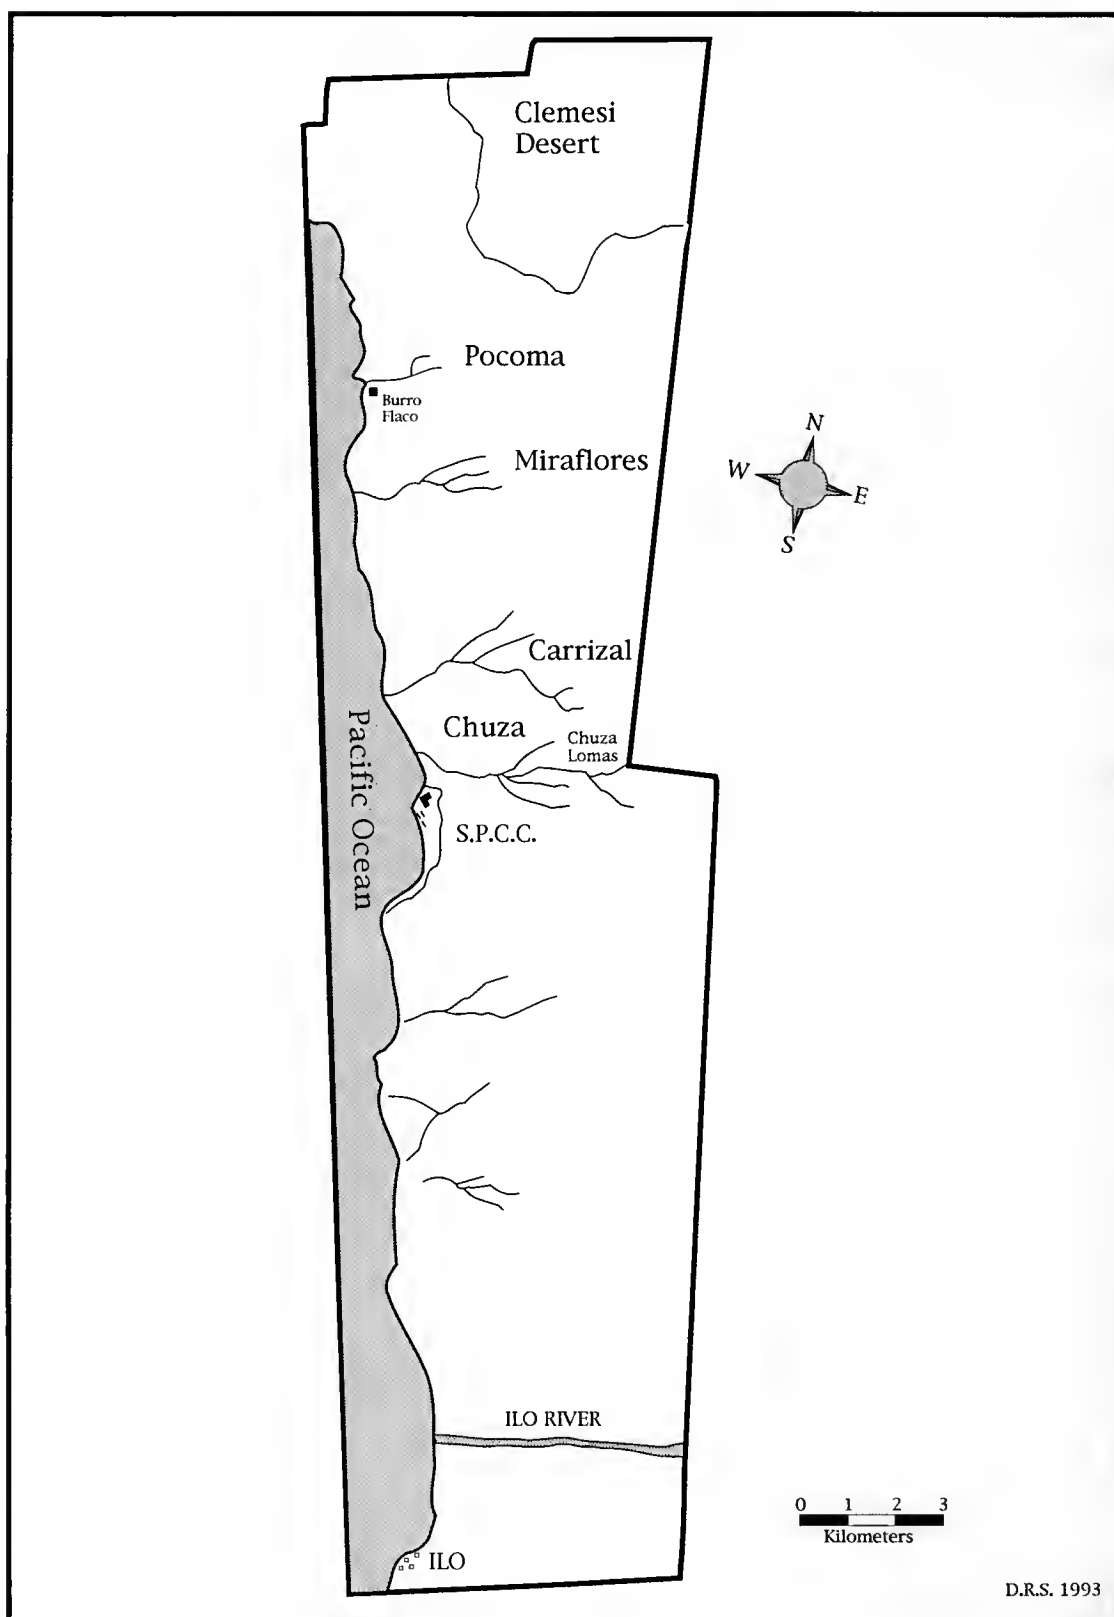 Clemesi
Desert
Pocoma
Burro
Flaco
Miraflores
N
W
E
S
Carrizal
Chuza
Chuza
Lomas
Pacific Ocean
S.P.C.C.
ILO RIVER
0 1 2 3
Kilometers
ILO
D.R.S. 1993